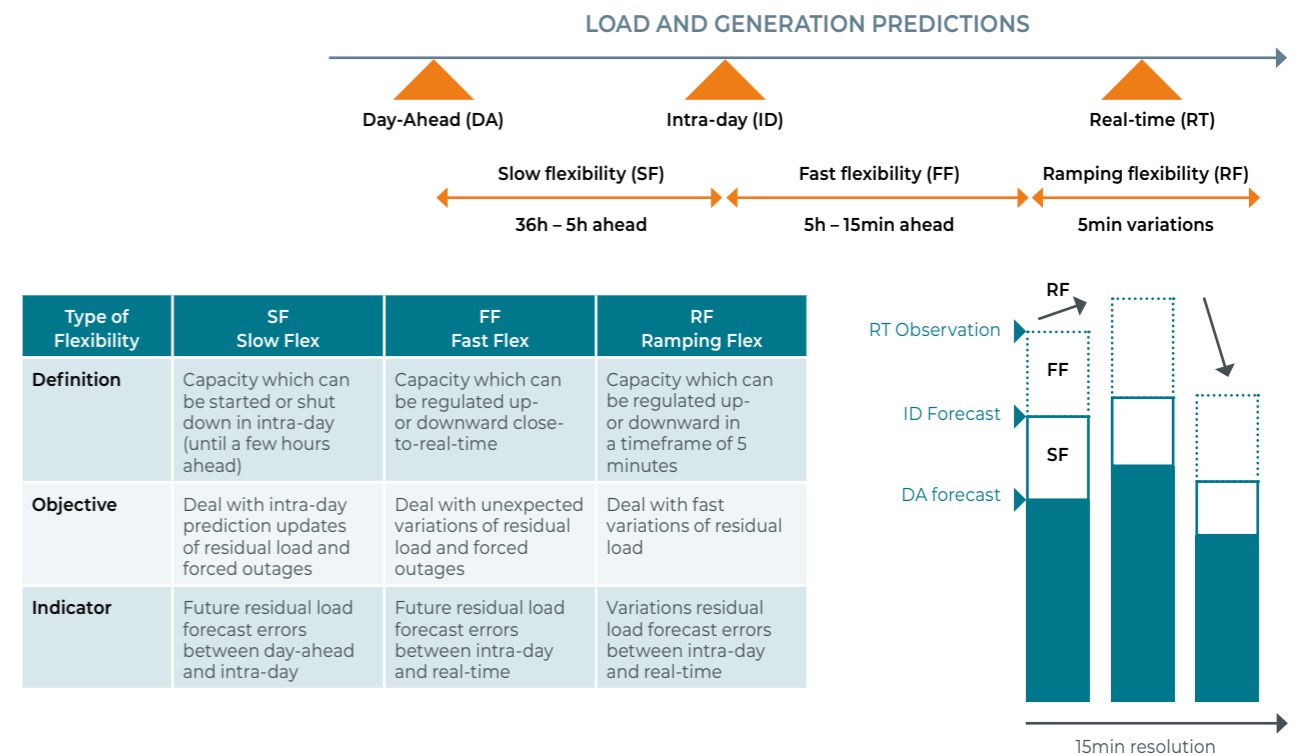 LOAD AND GENERATION PREDICTIONS
Day-Ahead (DA)
Intra-day (ID)
Real-time (RT)
Slow flexibility (SF)
Fast flexibility (FF)
Ramping flexibility (RF)
36h – 5h ahead
5h – 15min ahead
5min variations
Type of
Flexibility
SF
Slow Flex
FF
Fast Flex
RF
Ramping Flex
Definition
Capacity which can
be started or shut
down in intra-day
(until a few hours
ahead)
Capacity which can
be regulated up-
or downward close-
to-real-time
Capacity which can
be regulated up-
or downward in
a timeframe of 5
minutes
Objective
Deal with intra-day
prediction updates
of residual load and
forced outages
Deal with unexpected
variations of residual
load and forced
outages
Deal with fast
variations of residual
load
Indicator
Future residual load
forecast errors
between day-ahead
and intra-day
Future residual load
forecast errors
between intra-day
and real-time
Variations residual
load forecast errors
between intra-day
and real-time
RF
RT Observation
FF
ID Forecast
SF
DA forecast
15min resolution